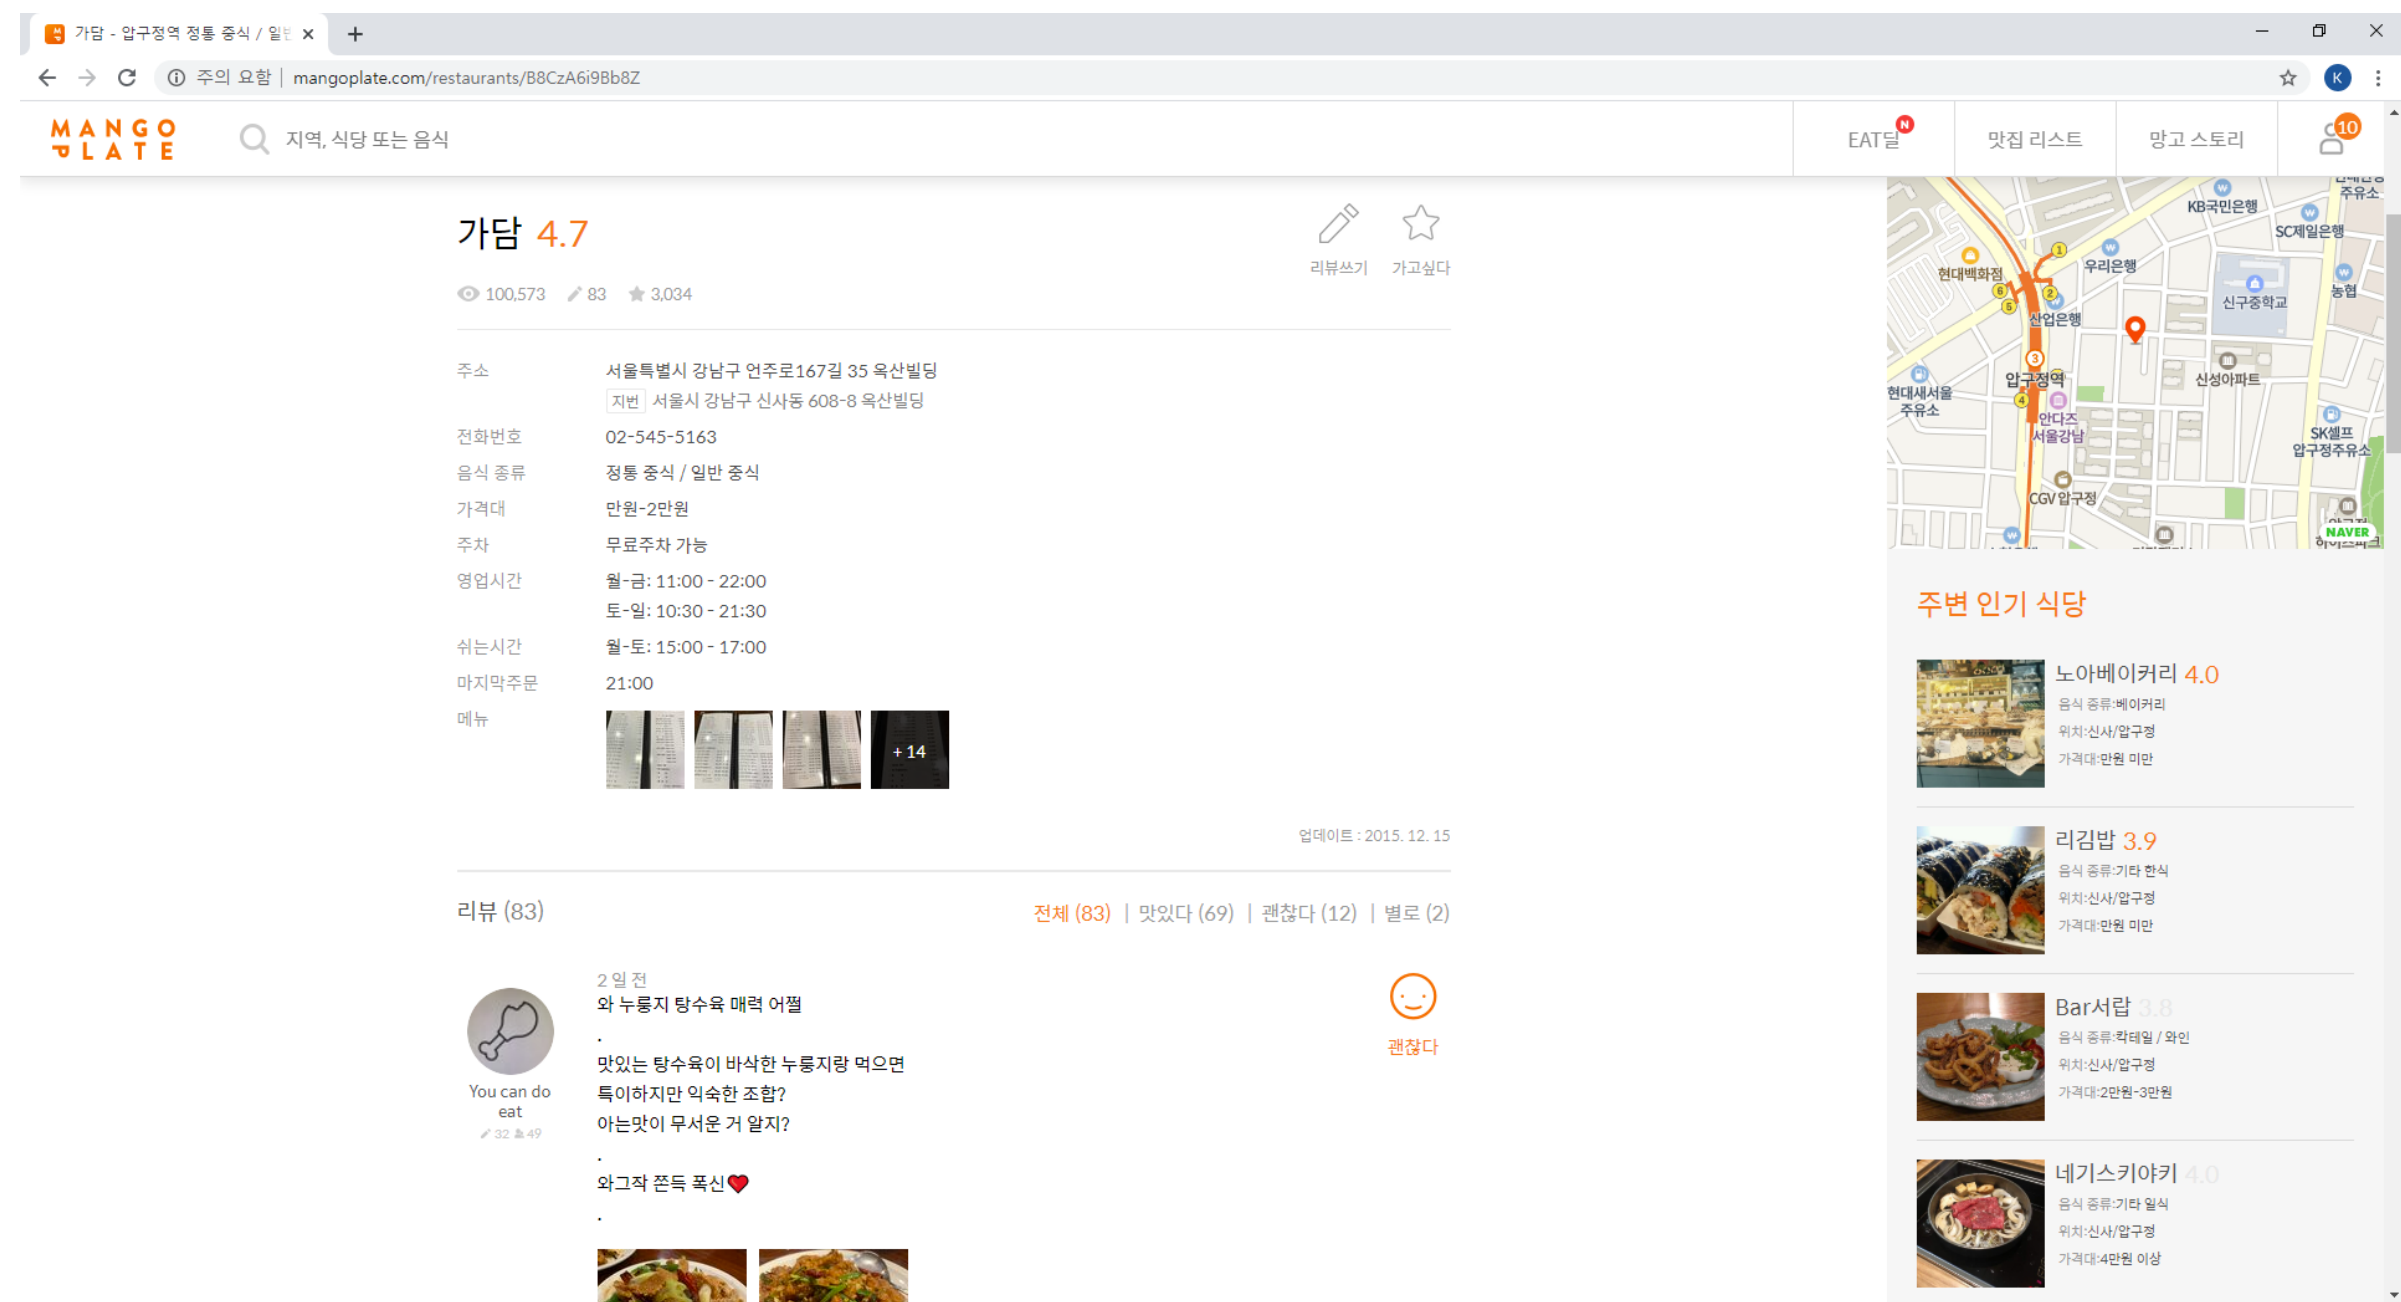 가담 - 압구정역 정통 중식 / 일반
주의 요함 | mangoplate.com/restaurants/B8CzA6i9Bb8Z
K
MANGO
PLATE
지역, 식당 또는 음식
EAT딜
N
맛집 리스트
망고 스토리
10
가담 4.7
리뷰쓰기
가고싶다
100,573 83 3,034
주소 서울특별시 강남구 언주로167길 35 옥산빌딩
지번 서울시 강남구 신사동 608-8 옥산빌딩
전화번호 02-545-5163
음식 종류 정통 중식 / 일반 중식
가격대 만원-2만원
주차 무료주차 가능
영업시간 월-금: 11:00 - 22:00
토-일: 10:30 - 21:30
쉬는시간 월-토: 15:00 - 17:00
마지막주문 21:00
메뉴
+ 14
업데이트 : 2015. 12. 15
리뷰 (83)
전체 (83) | 맛있다 (69) | 괜찮다 (12) | 별로 (2)
2 일 전
와 누룽지 탕수육 매력 어쩔
.
맛있는 탕수육이 바삭한 누룽지랑 먹으면
특이하지만 익숙한 조합?
아는맛이 무서운 거 알지?
.
와그작 쫀득 폭신❤
.
괜찮다
You can do
eat
32 49
주유소
KB국민은행
SC제일은행
현대백화점
1
우리은행
6
5
2
산업은행
신구중학교
농협
3
압구정역
4
신성아파트
현대새서울
주유소
안다즈
서울강남
SK셀프
압구정주유소
CGV 압구정
NAVER
주변 인기 식당
노아베이커리 4.0
음식 종류:베이커리
위치:신사/압구정
가격대:만원 미만
리김밥 3.9
음식 종류:기타 한식
위치:신사/압구정
가격대:만원 미만
Bar서랍 3.8
음식 종류:칵테일 / 와인
위치:신사/압구정
가격대:2만원-3만원
네기스키야키 4.0
음식 종류:기타 일식
위치:신사/압구정
가격대:4만원 이상